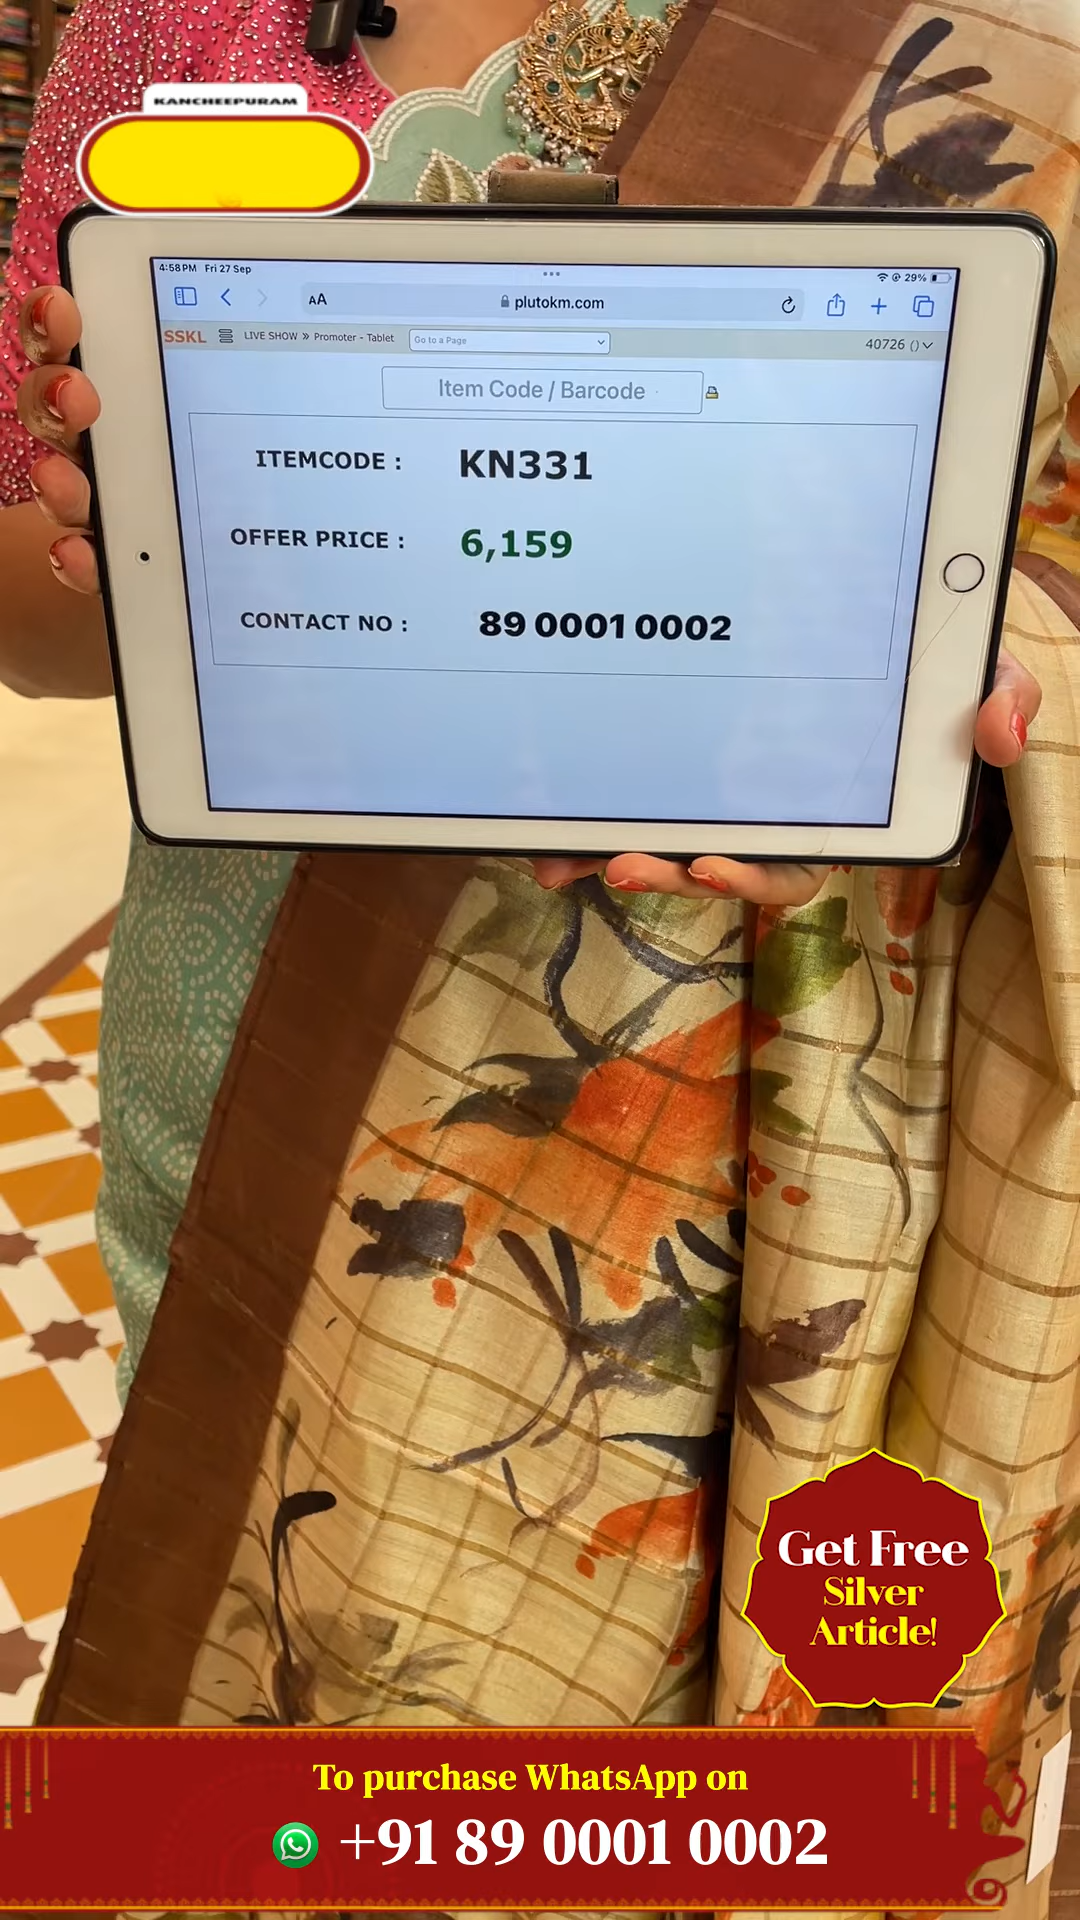 KANCHEEPURAM
4:58 PM Fri 27 Sep
29%
AA plutokm.com
SSKL LIVE SHOW » Promoter - Tablet Go to a Page 40726 ()
Item Code / Barcode
ITEMCODE : KN331
OFFER PRICE : 6,159
CONTACT NO : 89 0001 0002
Get Free
Silver
Article!
To purchase WhatsApp on
+91 89 0001 0002